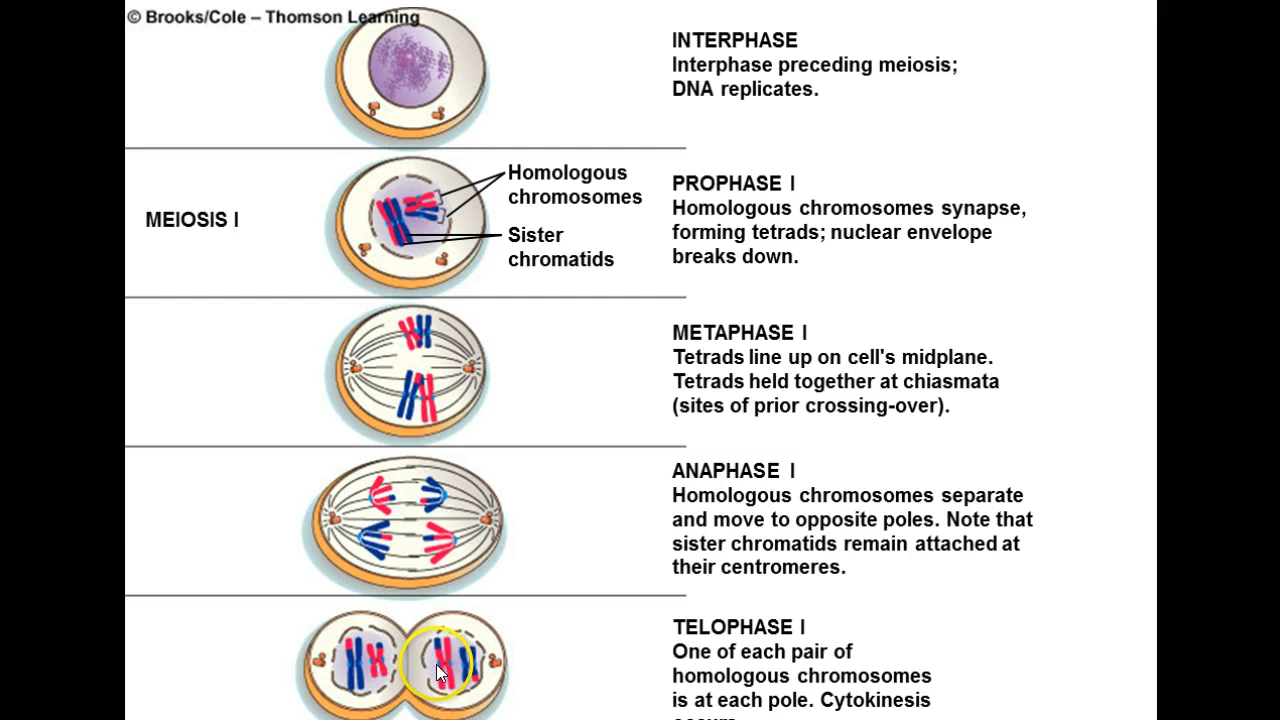 © Brooks/Cole – Thomson Learning
INTERPHASE
Interphase preceding meiosis;
DNA replicates.
MEIOSIS I
Homologous
chromosomes
Sister
chromatids
PROPHASE I
Homologous chromosomes synapse,
forming tetrads; nuclear envelope
breaks down.
METAPHASE I
Tetrads line up on cell's midplane.
Tetrads held together at chiasmata
(sites of prior crossing-over).
ANAPHASE I
Homologous chromosomes separate
and move to opposite poles. Note that
sister chromatids remain attached at
their centromeres.
TELOPHASE I
One of each pair of
homologous chromosomes
is at each pole. Cytokinesis